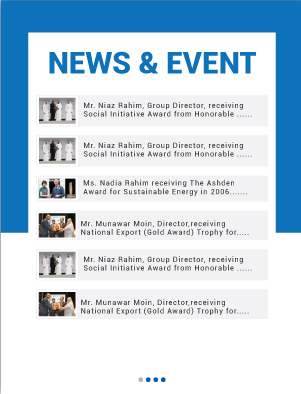 NEWS & EVENT
Mr. Niaz Rahim, Group Director, receiving
Social Initiative Award from Honorable ......
Mr. Niaz Rahim, Group Director, receiving
Social Initiative Award from Honorable ......
Ms. Nadia Rahim receiving The Ashden
Award for Sustainable Energy in 2006.......
Mr. Munawar Moin, Director,receiving
National Export (Gold Award) Trophy for.....
Mr. Niaz Rahim, Group Director, receiving
Social Initiative Award from Honorable ......
Mr. Munawar Moin, Director,receiving
National Export (Gold Award) Trophy for.....